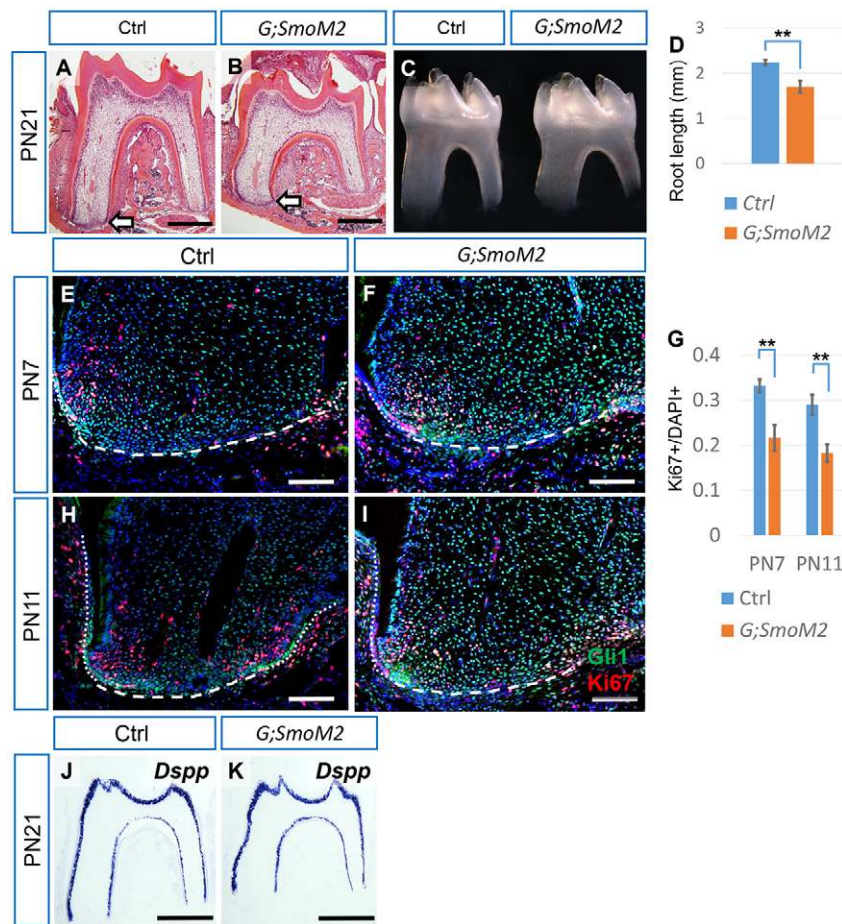 Ctrl
G;SmoM2
Ctrl
G;SmoM2
PN21
A
B
C
D
**
Root length (mm)
3
2
1
0
Ctrl
G;SmoM2
Ctrl
G;SmoM2
PN7
E
F
G
**
**
Ki67+/DAPI+
0.4
0.3
0.2
0.1
0
PN7
PN11
Ctrl
G;SmoM2
PN11
H
I
Gli1
Ki67
Ctrl
G;SmoM2
PN21
J
Dspp
K
Dspp